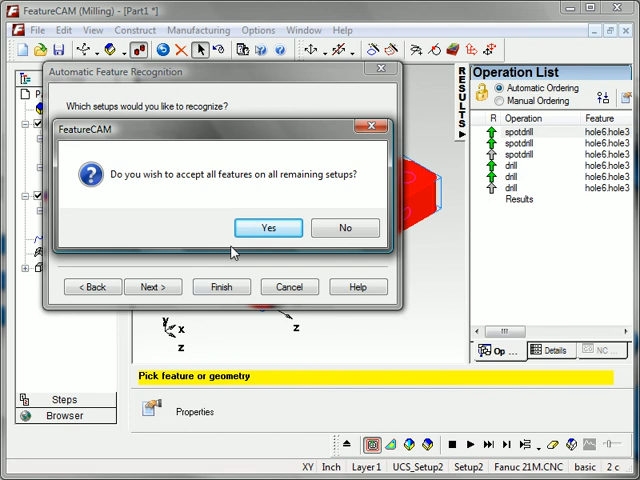 FeatureCAM (Milling) - [Part1 *]
File
View
Construct
Manufacturing
Options
Window
Help
Automatic Feature Recognition
Which setups would you like to recognize?
FeatureCAM
Do you wish to accept all features on all remaining setups?
Yes
No
< Back
Next >
Finish
Cancel
Help
y
x
z
z
RESULTS
Operation List
Automatic Ordering
Manual Ordering
R
Operation
Feature
spotdrill
hole6.hole3
spotdrill
hole6.hole3
spotdrill
hole6.hole3
drill
hole6.hole3
drill
hole6.hole3
drill
hole6.hole3
Results
Op ...
Details
NC ...
Pick feature or geometry
Properties
Steps
Browser
XY
Inch
Layer1
UCS_Setup2
Setup2
Fanuc 21M.CNC
basic
2 c